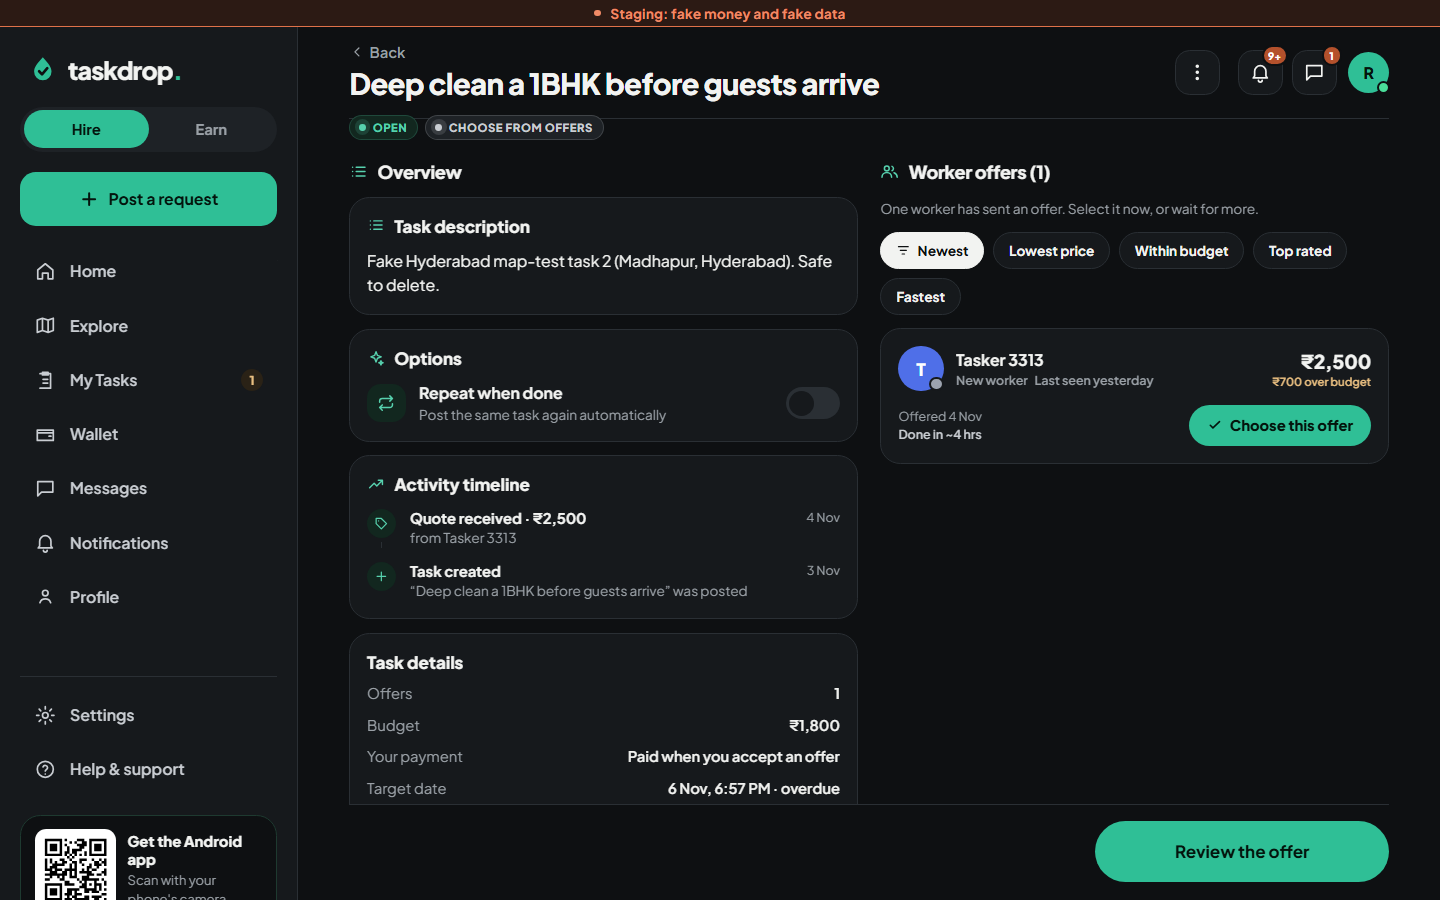 Staging: fake money and fake data
taskdrop.
Hire
Earn
Post a request
Home
Explore
My Tasks
1
Wallet
Messages
Notifications
Profile
Settings
Help & support
Get the Android
app
Scan with your
phone's camera
Back
Deep clean a 1BHK before guests arrive
9+
1
R
OPEN
CHOOSE FROM OFFERS
Overview
Task description
Fake Hyderabad map-test task 2 (Madhapur, Hyderabad). Safe
to delete.
Options
Repeat when done
Post the same task again automatically
Activity timeline
Quote received · ₹2,500
4 Nov
from Tasker 3313
Task created
3 Nov
“Deep clean a 1BHK before guests arrive” was posted
Task details
Offers
1
Budget
₹1,800
Your payment
Paid when you accept an offer
Target date
6 Nov, 6:57 PM · overdue
Worker offers (1)
One worker has sent an offer. Select it now, or wait for more.
Newest
Lowest price
Within budget
Top rated
Fastest
T
Tasker 3313
New worker Last seen yesterday
₹2,500
₹700 over budget
Offered 4 Nov
Done in ~4 hrs
Choose this offer
Review the offer